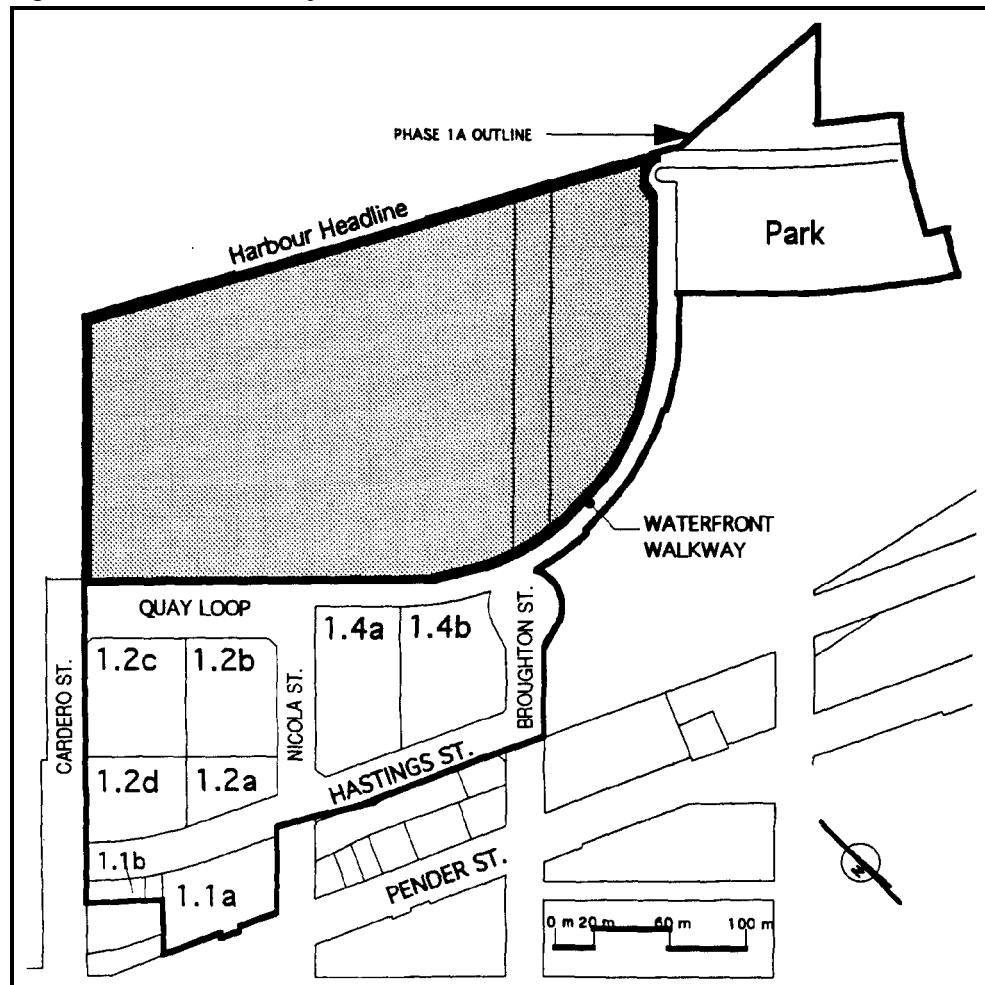 PHASE 1A OUTLINE
Harbour Headline
Park
WATERFRONT
WALKWAY
QUAY LOOP
CARDERO ST.
1.2c
1.2b
NICOLA ST.
1.4a
1.4b
BROUGHTON ST.
1.2d
1.2a
HASTINGS ST.
1.1b
1.1a
PENDER ST.
N
0 m 20 m 60 m 100 m